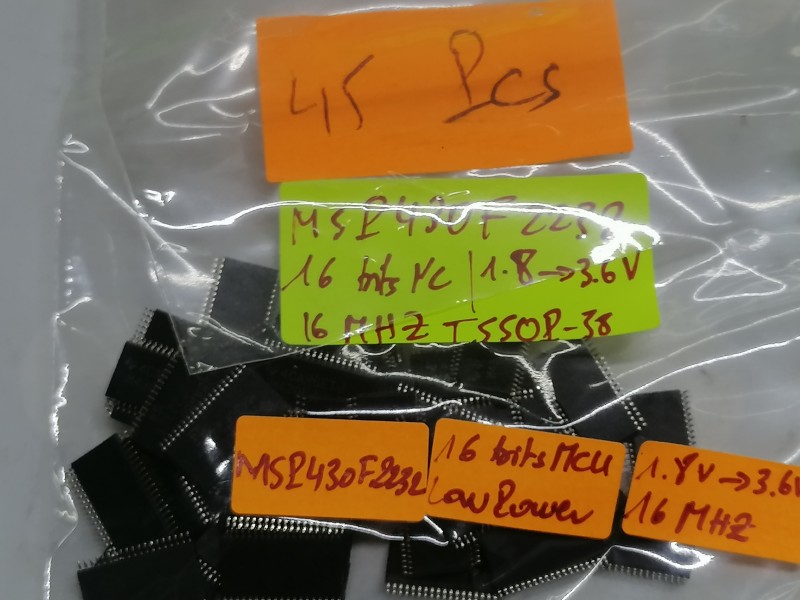 45 Pcs
MSP430F2232
16 bits MC | 1.8 → 3.6V
16 MHZ TSSOP-38
MSP430F2232
16 bits MCU
Low Power
1.8V → 3.6V
16 MHZ